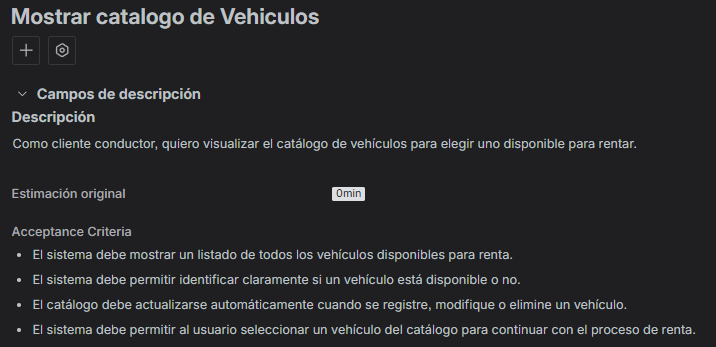 Mostrar catalogo de Vehiculos
Campos de descripción
Descripción
Como cliente conductor, quiero visualizar el catálogo de vehículos para elegir uno disponible para rentar.
Estimación original 0min
Acceptance Criteria
• El sistema debe mostrar un listado de todos los vehículos disponibles para renta.
• El sistema debe permitir identificar claramente si un vehículo está disponible o no.
• El catálogo debe actualizarse automáticamente cuando se registre, modifique o elimine un vehículo.
• El sistema debe permitir al usuario seleccionar un vehículo del catálogo para continuar con el proceso de renta.